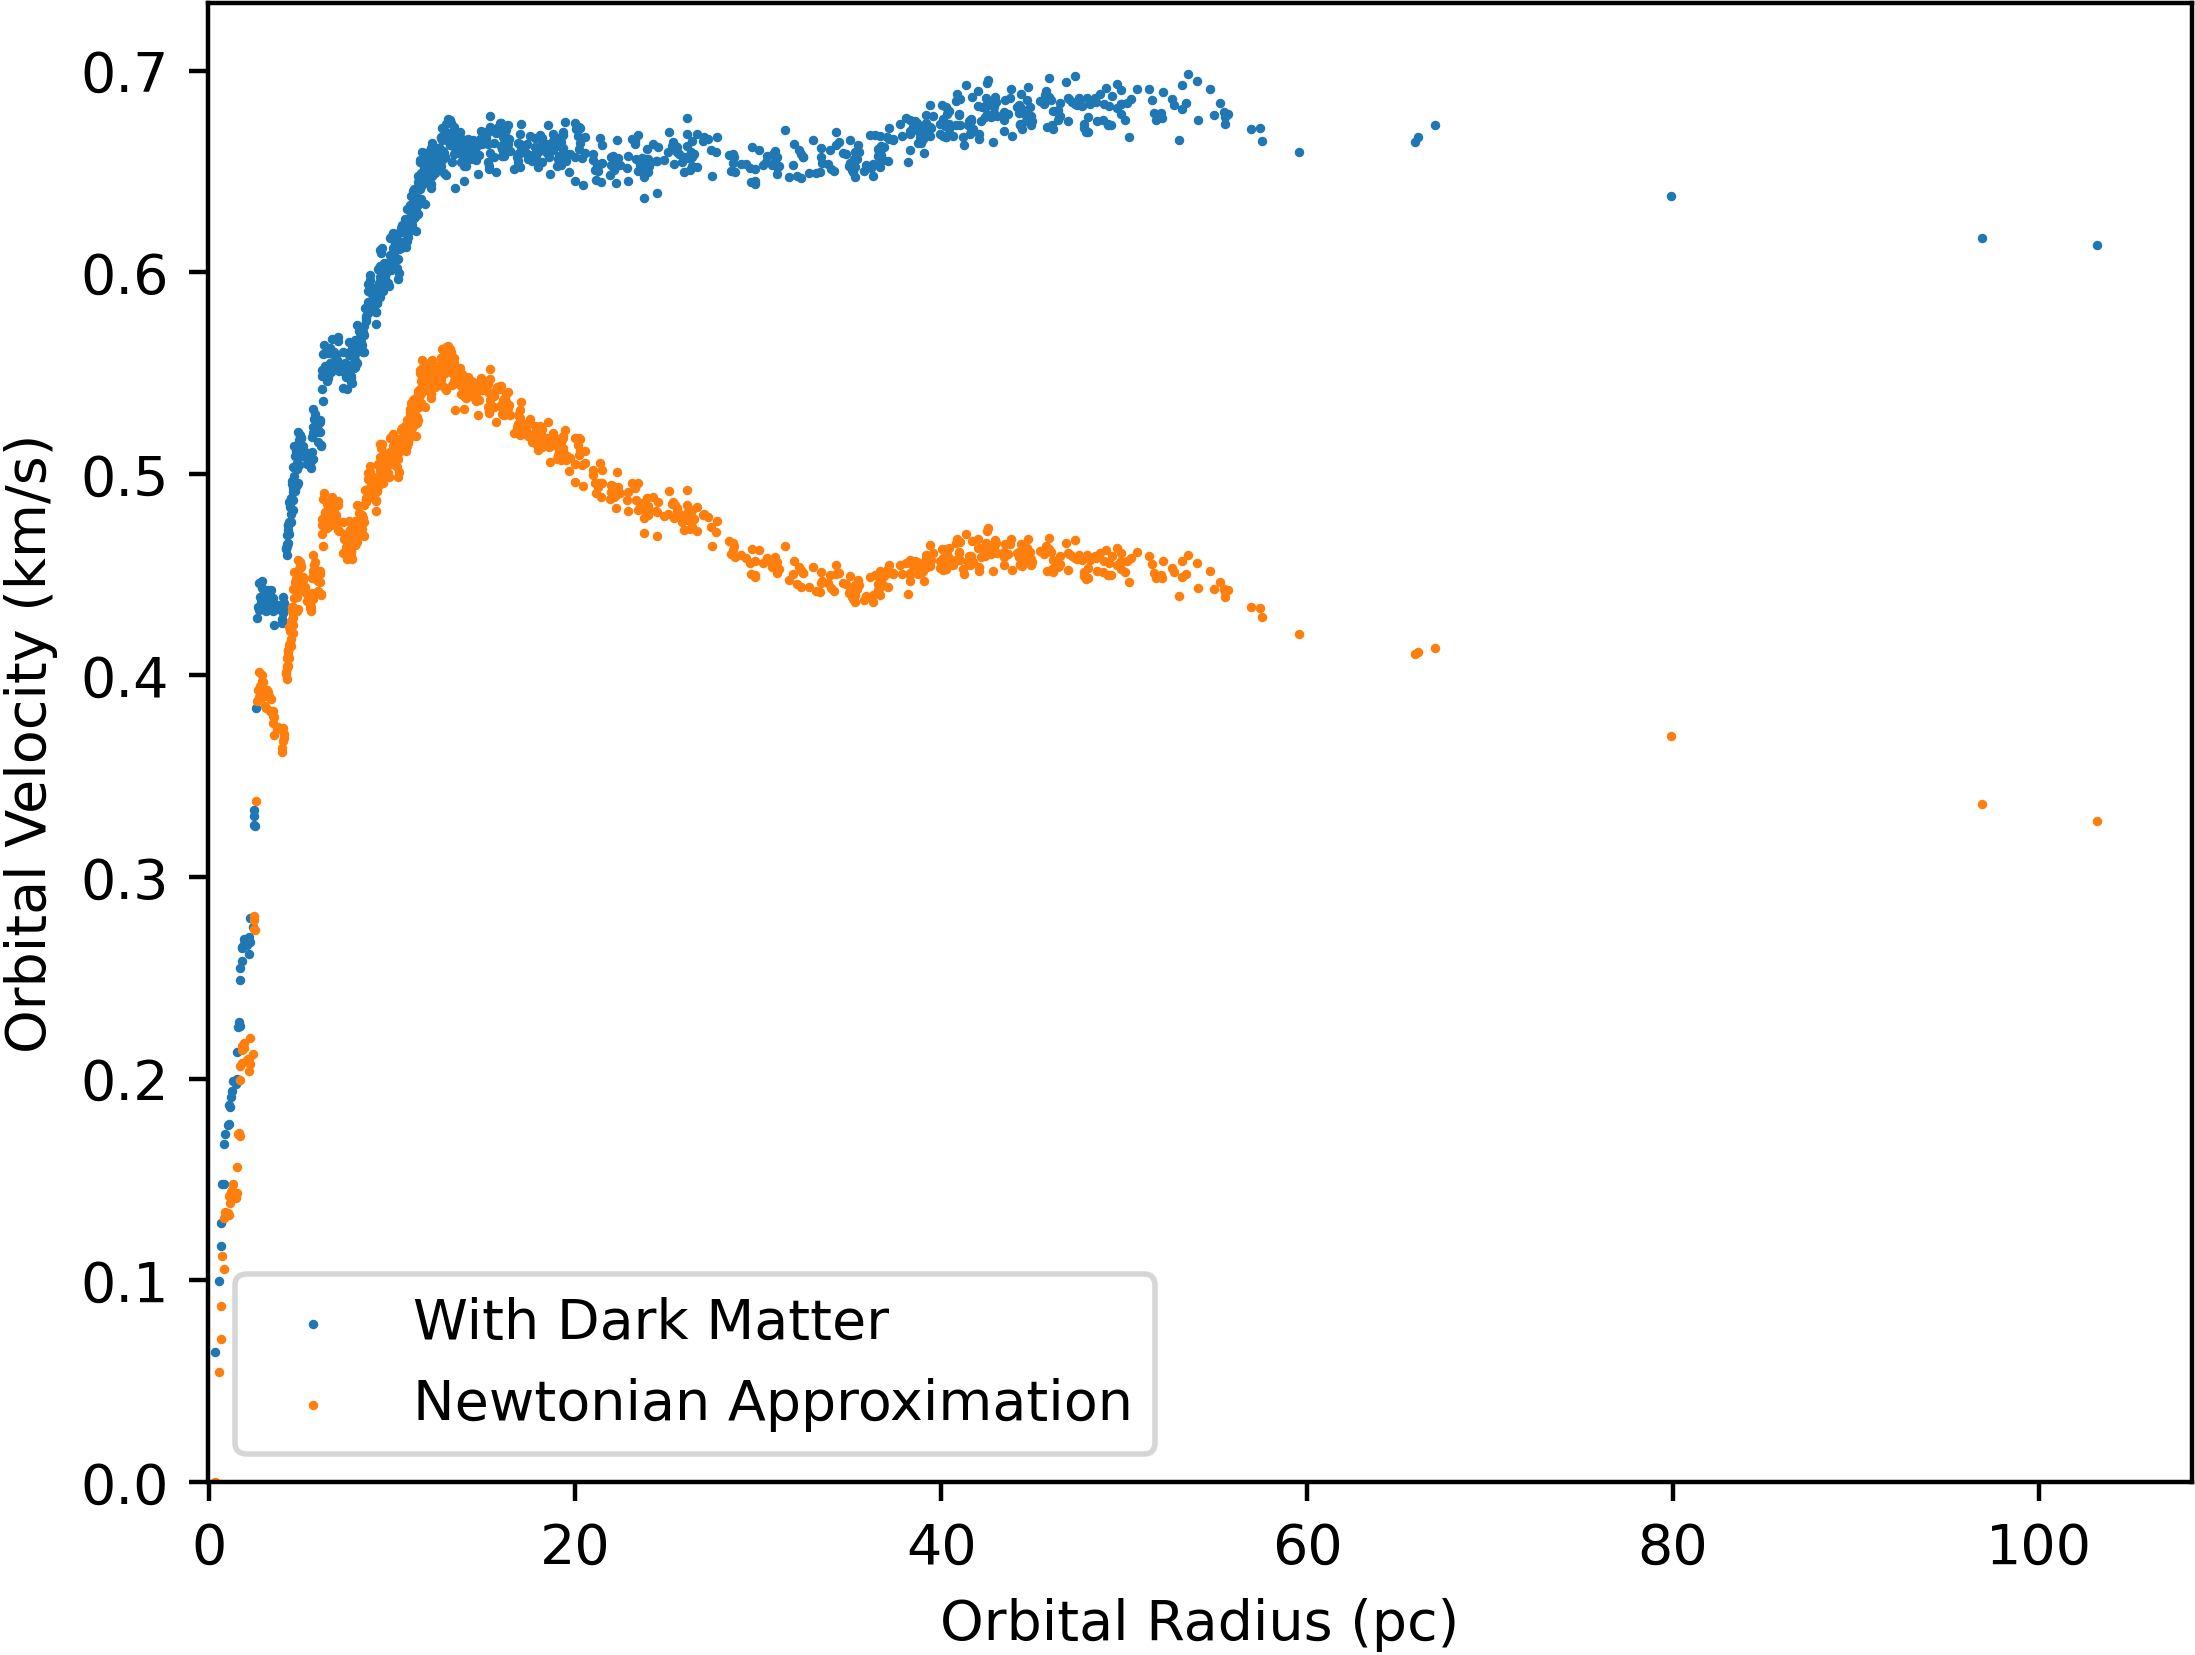 0.7
0.6
0.5
0.4
0.3
0.2
0.1
0.0
Orbital Velocity (km/s)
With Dark Matter
Newtonian Approximation
0 20 40 60 80 100
Orbital Radius (pc)